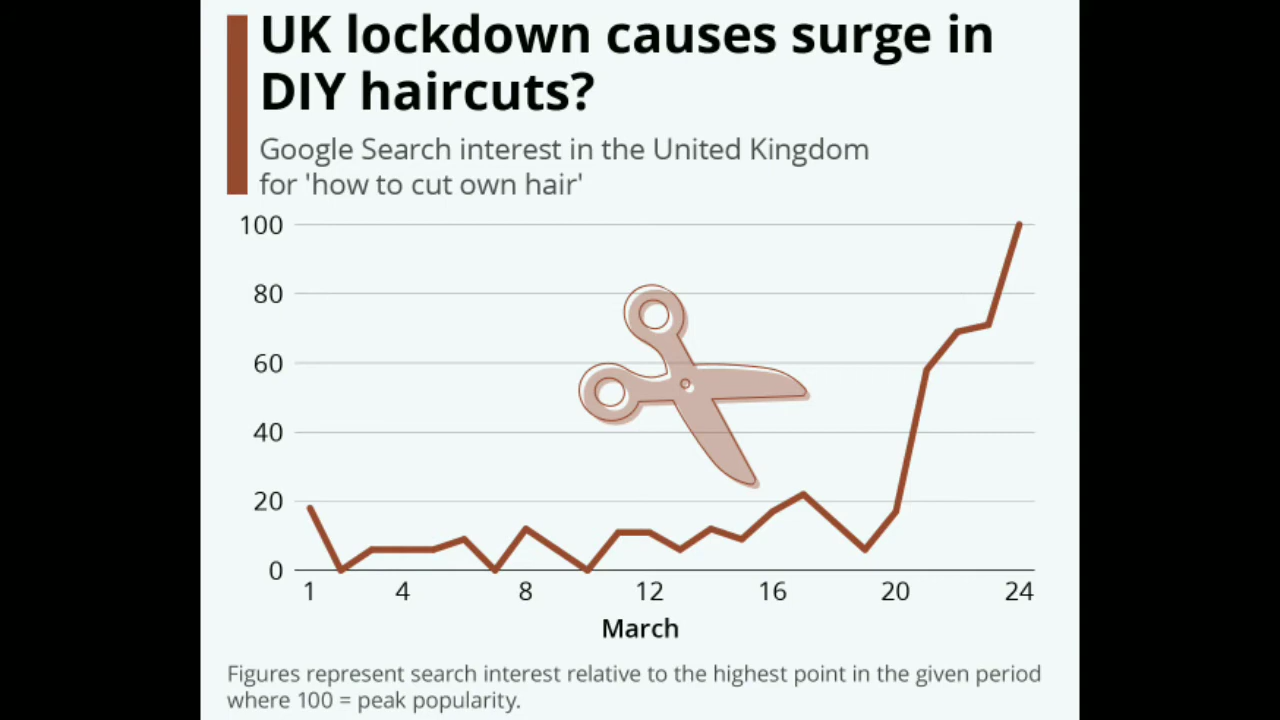 UK lockdown causes surge in
DIY haircuts?
Google Search interest in the United Kingdom
for 'how to cut own hair'
100
80
60
40
20
0
1 4 8 12 16 20 24
March
Figures represent search interest relative to the highest point in the given period
where 100 = peak popularity.